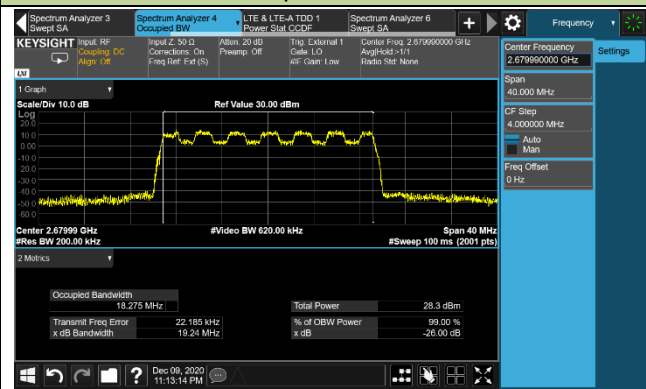 Spectrum Analyzer 3
Swept SA
Spectrum Analyzer 4
Occupied BW
LTE & LTE-A TDD 1
Power Stat CCDF
Spectrum Analyzer 6
Swept SA
+
Frequency
KEYSIGHT
Input: RF
Coupling: DC
Align: Off
Input Z: 50 Ω
Corrections: On
Freq Ref: Ext (S)
Atten: 20 dB
Preamp: Off
Trig: External 1
Gate: LO
#IF Gain: Low
Center Freq: 2.679990000 GHz
Avg|Hold:>1/1
Radio Std: None
LXI
Center Frequency
2.679990000 GHz
Settings
Span
40.000 MHz
CF Step
4.000000 MHz
Auto
Man
Freq Offset
0 Hz
1 Graph
Scale/Div 10.0 dB
Ref Value 30.00 dBm
Log
20.0
10.0
0.00
-10.0
-20.0
-30.0
-40.0
-50.0
-60.0
Center 2.67999 GHz
#Video BW 620.00 kHz
Span 40 MHz
#Res BW 200.00 kHz
#Sweep 100 ms (2001 pts)
2 Metrics
Occupied Bandwidth
18.275 MHz
Total Power 28.3 dBm
Transmit Freq Error 22.185 kHz
% of OBW Power 99.00 %
x dB Bandwidth 19.24 MHz
x dB -26.00 dB
?
Dec 09, 2020
11:13:14 PM